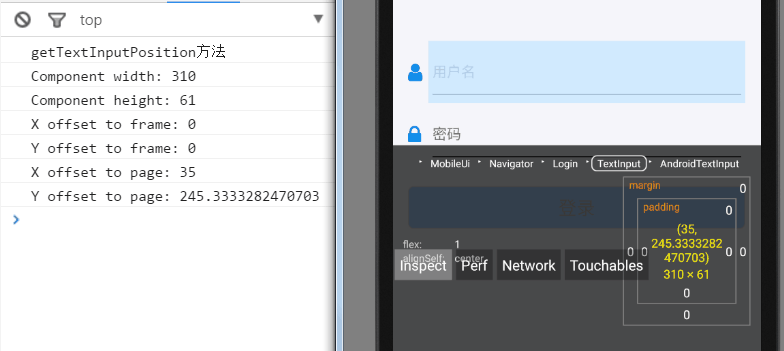 top
getTextInputPosition方法
Component width: 310
Component height: 61
X offset to frame: 0
Y offset to frame: 0
X offset to page: 35
Y offset to page: 245.3333282470703
用户名
密码
MobileUi Navigator Login TextInput AndroidTextInput
margin
0
padding
0
登录
(35,
245.3333282
470703)
310 × 61
0 0 0 0
0
0
flex: 1
alignSelf: center
Inspect Perf Network Touchables